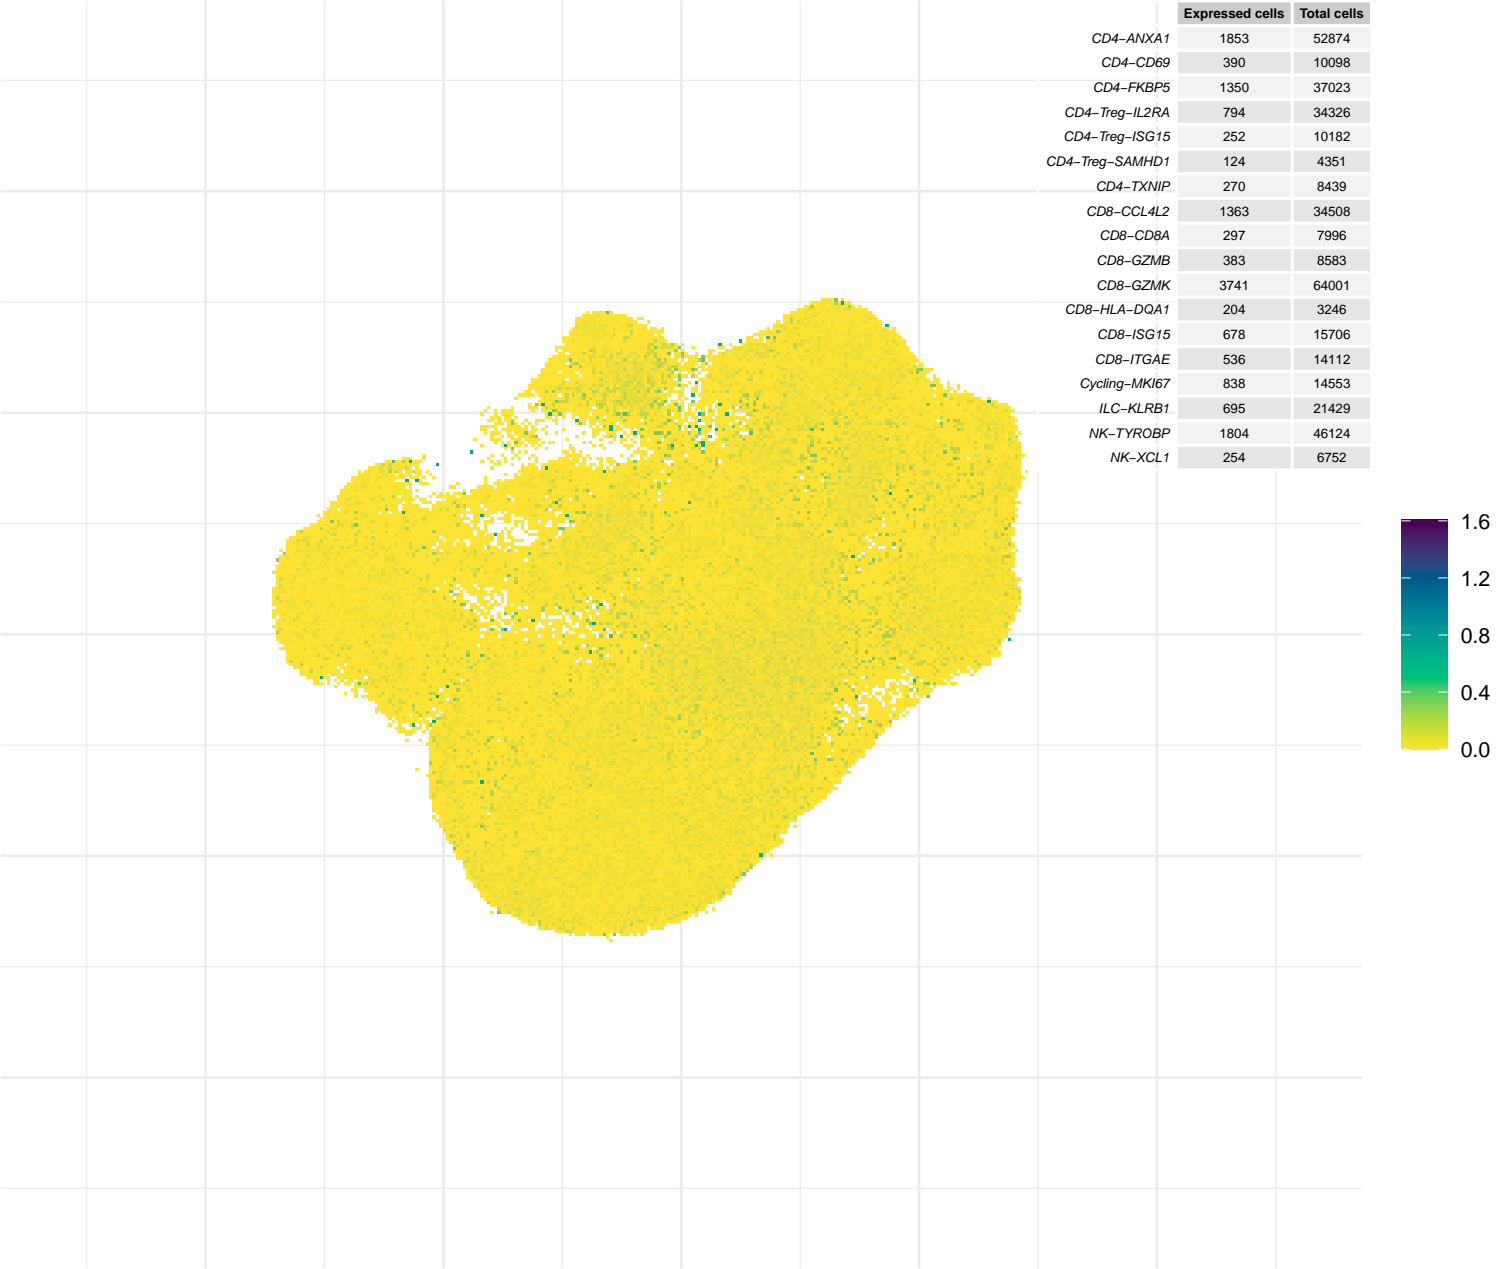 Expressed cells Total cells
CD4−ANXA1 1853 52874
CD4−CD69 390 10098
CD4−FKBP5 1350 37023
CD4−Treg−IL2RA 794 34326
CD4−Treg−ISG15 252 10182
CD4−Treg−SAMHD1 124 4351
CD4−TXNIP 270 8439
CD8−CCL4L2 1363 34508
CD8−CD8A 297 7996
CD8−GZMB 383 8583
CD8−GZMK 3741 64001
CD8−HLA−DQA1 204 3246
CD8−ISG15 678 15706
CD8−ITGAE 536 14112
Cycling−MKI67 838 14553
ILC−KLRB1 695 21429
NK−TYROBP 1804 46124
NK−XCL1 254 6752
1.6
1.2
0.8
0.4
0.0